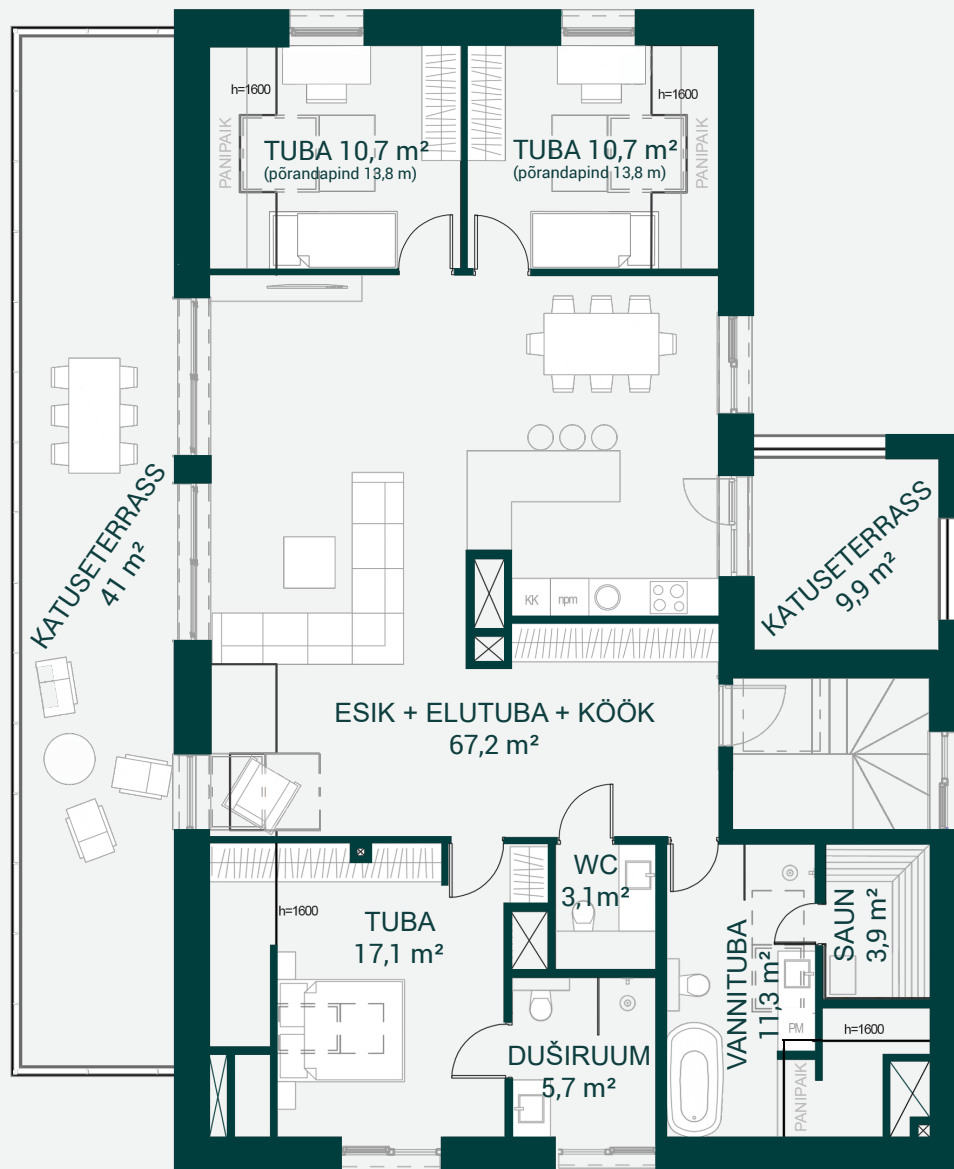 h=1600
h=1600
PANIPAIK
TUBA 10,7 m²
(põrandapind 13,8 m)
TUBA 10,7 m²
(põrandapind 13,8 m)
PANIPAIK
KATUSETERRASS
41 m²
KATUSETERRASS
9,9 m²
KK
npm
ESIK + ELUTUBA + KÖÖK
67,2 m²
h=1600
TUBA
17,1 m²
WC
3,1m²
VANNITUBA
11,3 m²
SAUN
3,9 m²
DUŠIRUUM
5,7 m²
PM
h=1600
PANIPAIK